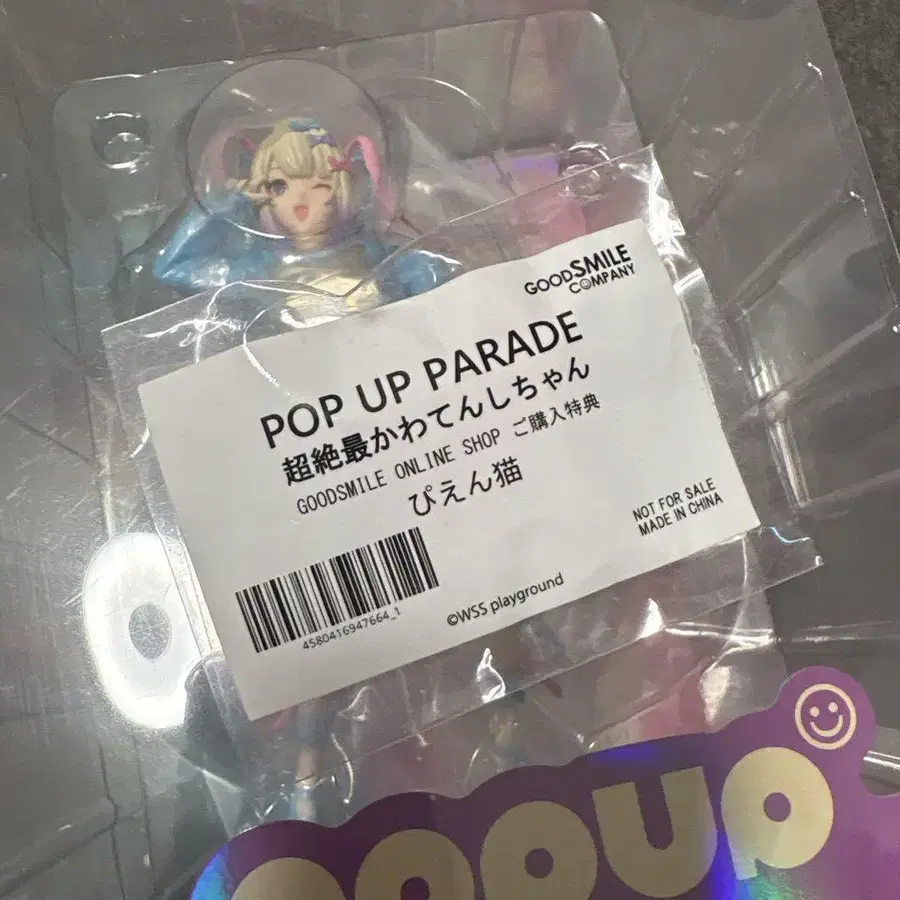 GOODSMILE
COMPANY
POP UP PARADE
超絶最かわてんしちゃん
GOODSMILE ONLINE SHOP ご購入特典
ぴえん猫
NOT FOR SALE
MADE IN CHINA
4580416947664_1
©WSS playground
popup